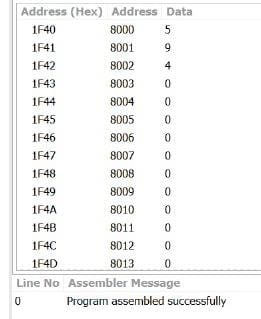 Address (Hex) Address Data
1F40 8000 5
1F41 8001 9
1F42 8002 4
1F43 8003 0
1F44 8004 0
1F45 8005 0
1F46 8006 0
1F47 8007 0
1F48 8008 0
1F49 8009 0
1F4A 8010 0
1F4B 8011 0
1F4C 8012 0
1F4D 8013 0
Line No Assembler Message
0 Program assembled successfully